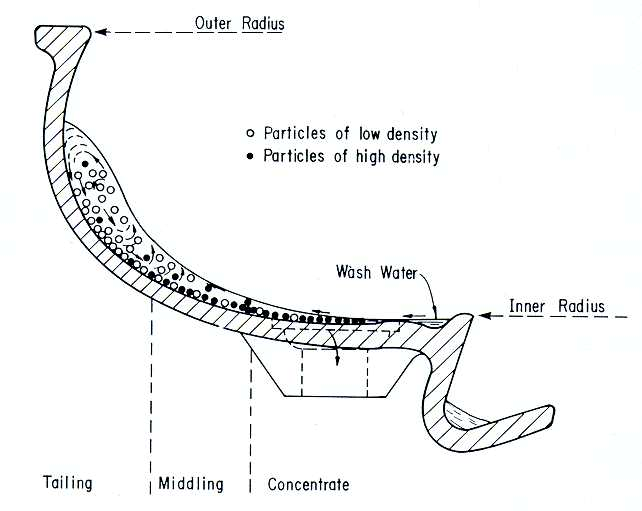 Outer Radius
Particles of low density
Particles of high density
Wash Water
Inner Radius
Tailing
Middling
Concentrate